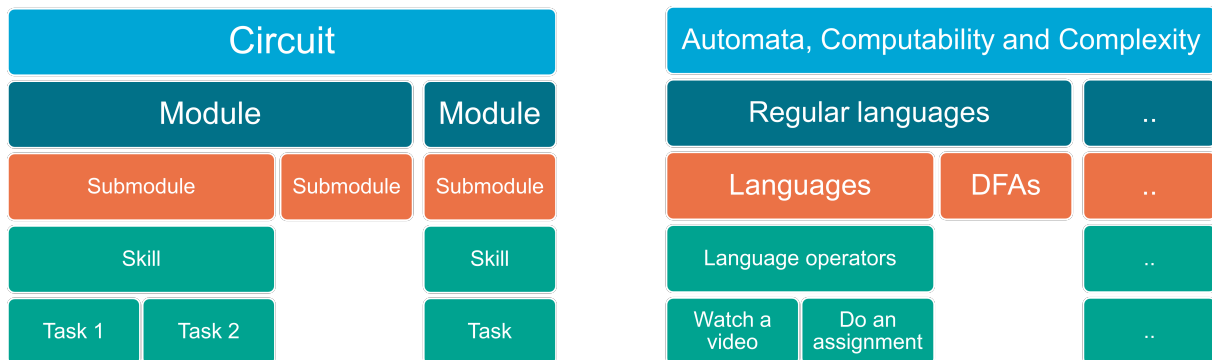 Circuit
Module
Module
Submodule
Submodule
Submodule
Skill
Skill
Task 1
Task 2
Task
Automata, Computability and Complexity
Regular languages
..
Languages
DFAs
..
Language operators
..
Watch a
video
Do an
assignment
..